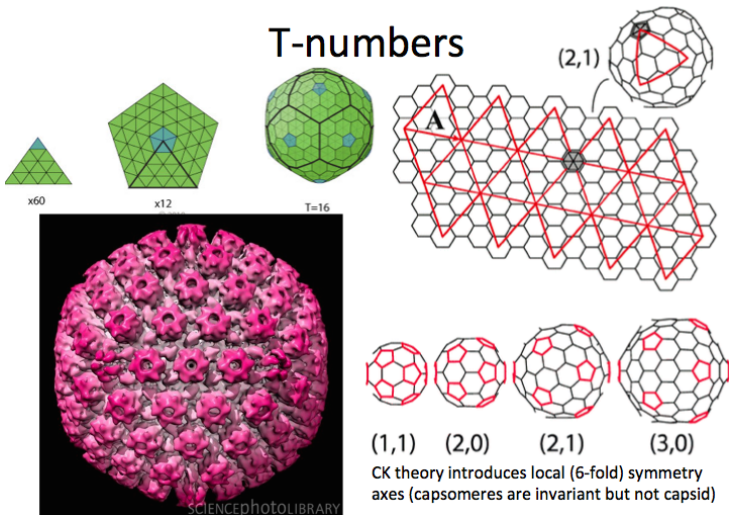 T-numbers
(2,1)
A
x60
x12
T=16
SCIENCEphotoLIBRARY
(1,1) (2,0) (2,1) (3,0)
CK theory introduces local (6-fold) symmetry
axes (capsomeres are invariant but not capsid)